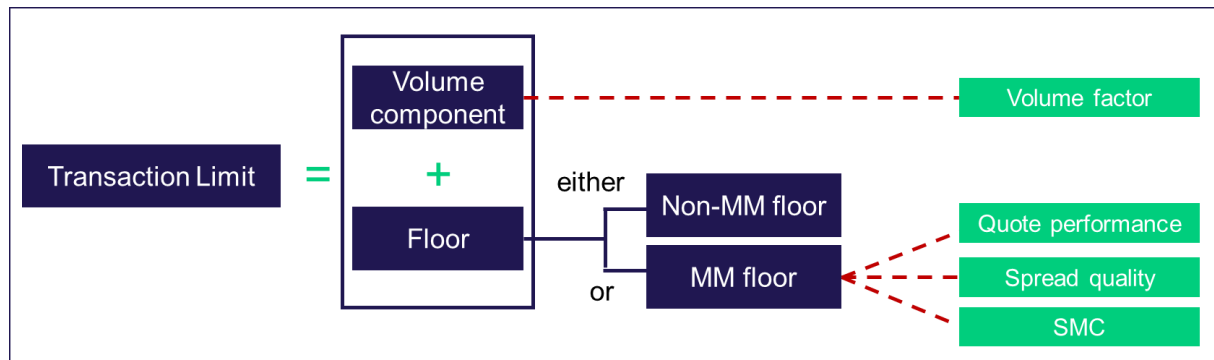 Volume
component
Volume factor
Transaction Limit
=
+
either
Non-MM floor
Floor
Quote performance
MM floor
Spread quality
or
SMC